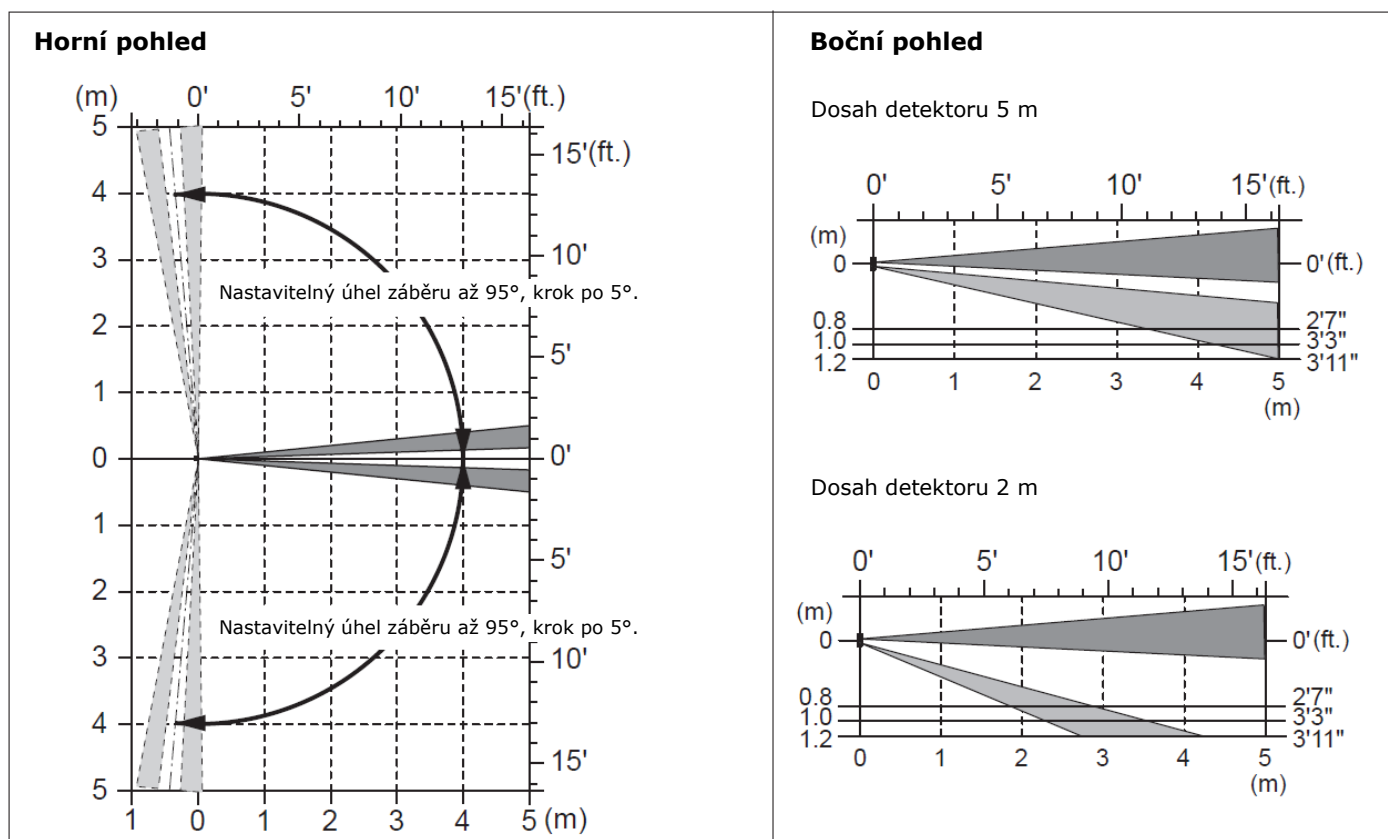 Horní pohled
(m) 0' 5' 10' 15'(ft.)
5
15'(ft.)
4
3
10'
Nastavitelný úhel záběru až 95°, krok po 5°.
2
5'
1
0 0'
1
5'
2
Nastavitelný úhel záběru až 95°, krok po 5°.
3 10'
4
15'
5
1 0 1 2 3 4 5 (m)
Boční pohled
Dosah detektoru 5 m
0' 5' 10' 15'(ft.)
(m)
0 0'(ft.)
0.8 2'7"
1.0 3'3"
1.2 3'11"
0 1 2 3 4 5
(m)
Dosah detektoru 2 m
0' 5' 10' 15'(ft.)
(m)
0 0'(ft.)
0.8 2'7"
1.0 3'3"
1.2 3'11"
0 1 2 3 4 5
(m)